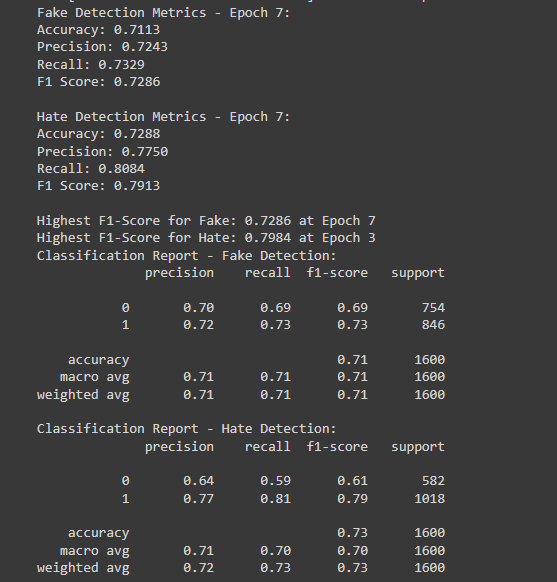 Fake Detection Metrics - Epoch 7:
Accuracy: 0.7113
Precision: 0.7243
Recall: 0.7329
F1 Score: 0.7286
Hate Detection Metrics - Epoch 7:
Accuracy: 0.7288
Precision: 0.7750
Recall: 0.8084
F1 Score: 0.7913
Highest F1-Score for Fake: 0.7286 at Epoch 7
Highest F1-Score for Hate: 0.7984 at Epoch 3
Classification Report - Fake Detection:
precision recall f1-score support
0 0.70 0.69 0.69 754
1 0.72 0.73 0.73 846
accuracy 0.71 1600
macro avg 0.71 0.71 0.71 1600
weighted avg 0.71 0.71 0.71 1600
Classification Report - Hate Detection:
precision recall f1-score support
0 0.64 0.59 0.61 582
1 0.77 0.81 0.79 1018
accuracy 0.73 1600
macro avg 0.71 0.70 0.70 1600
weighted avg 0.72 0.73 0.73 1600